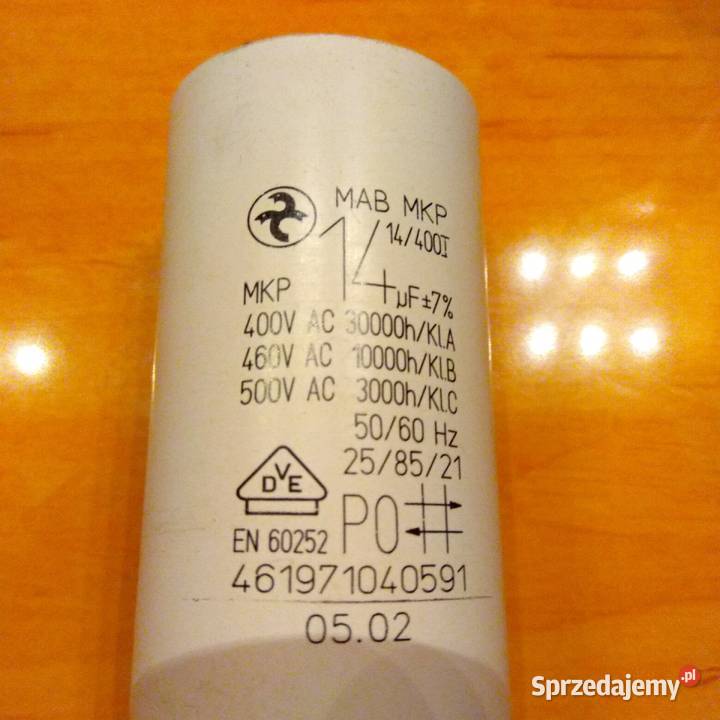 MAB MKP
14/400I
MKP 14 µF±7%
400V AC 30000h/Kl.A
460V AC 10000h/Kl.B
500V AC 3000h/Kl.C
50/60 Hz
25/85/21
DVE
EN 60252 P0
461971040591
05.02
Sprzedajemy.pl